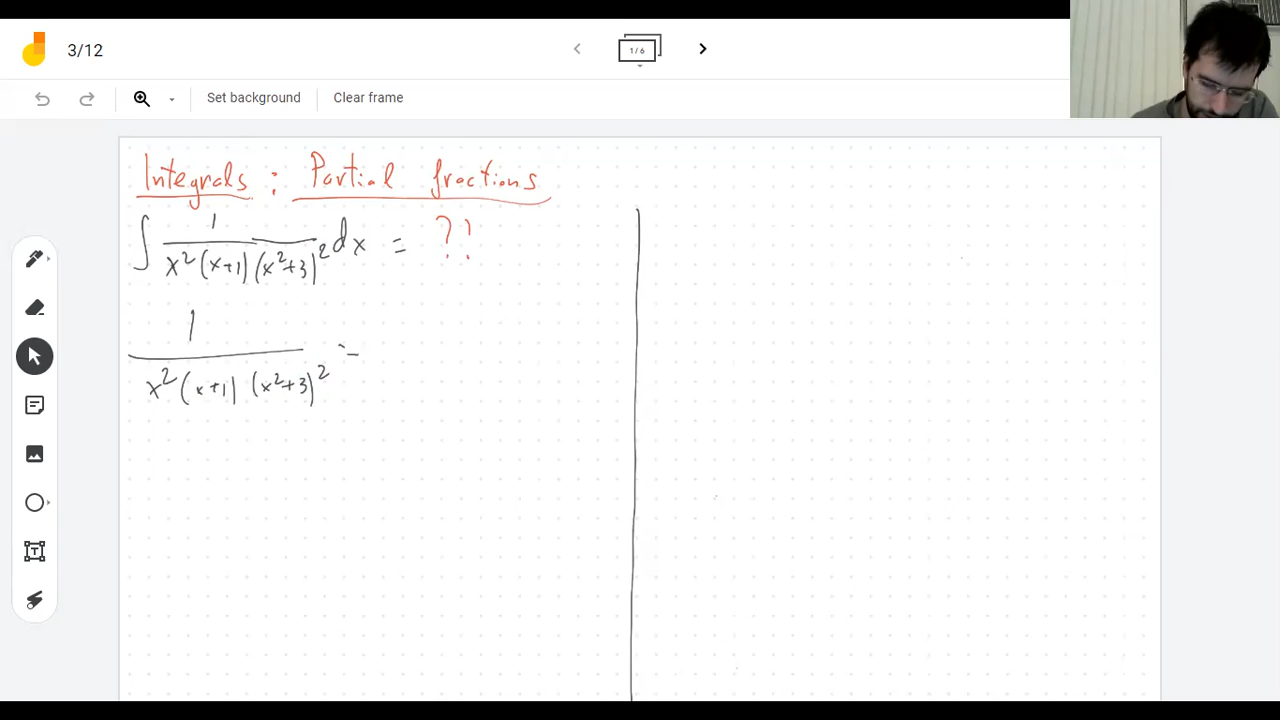 3/12
1/6
Set background
Clear frame
Integrals : Partial fractions
∫ 1 / x²(x+1)(x²+3)² dx = ??
1 / x²(x+1)(x²+3)² =